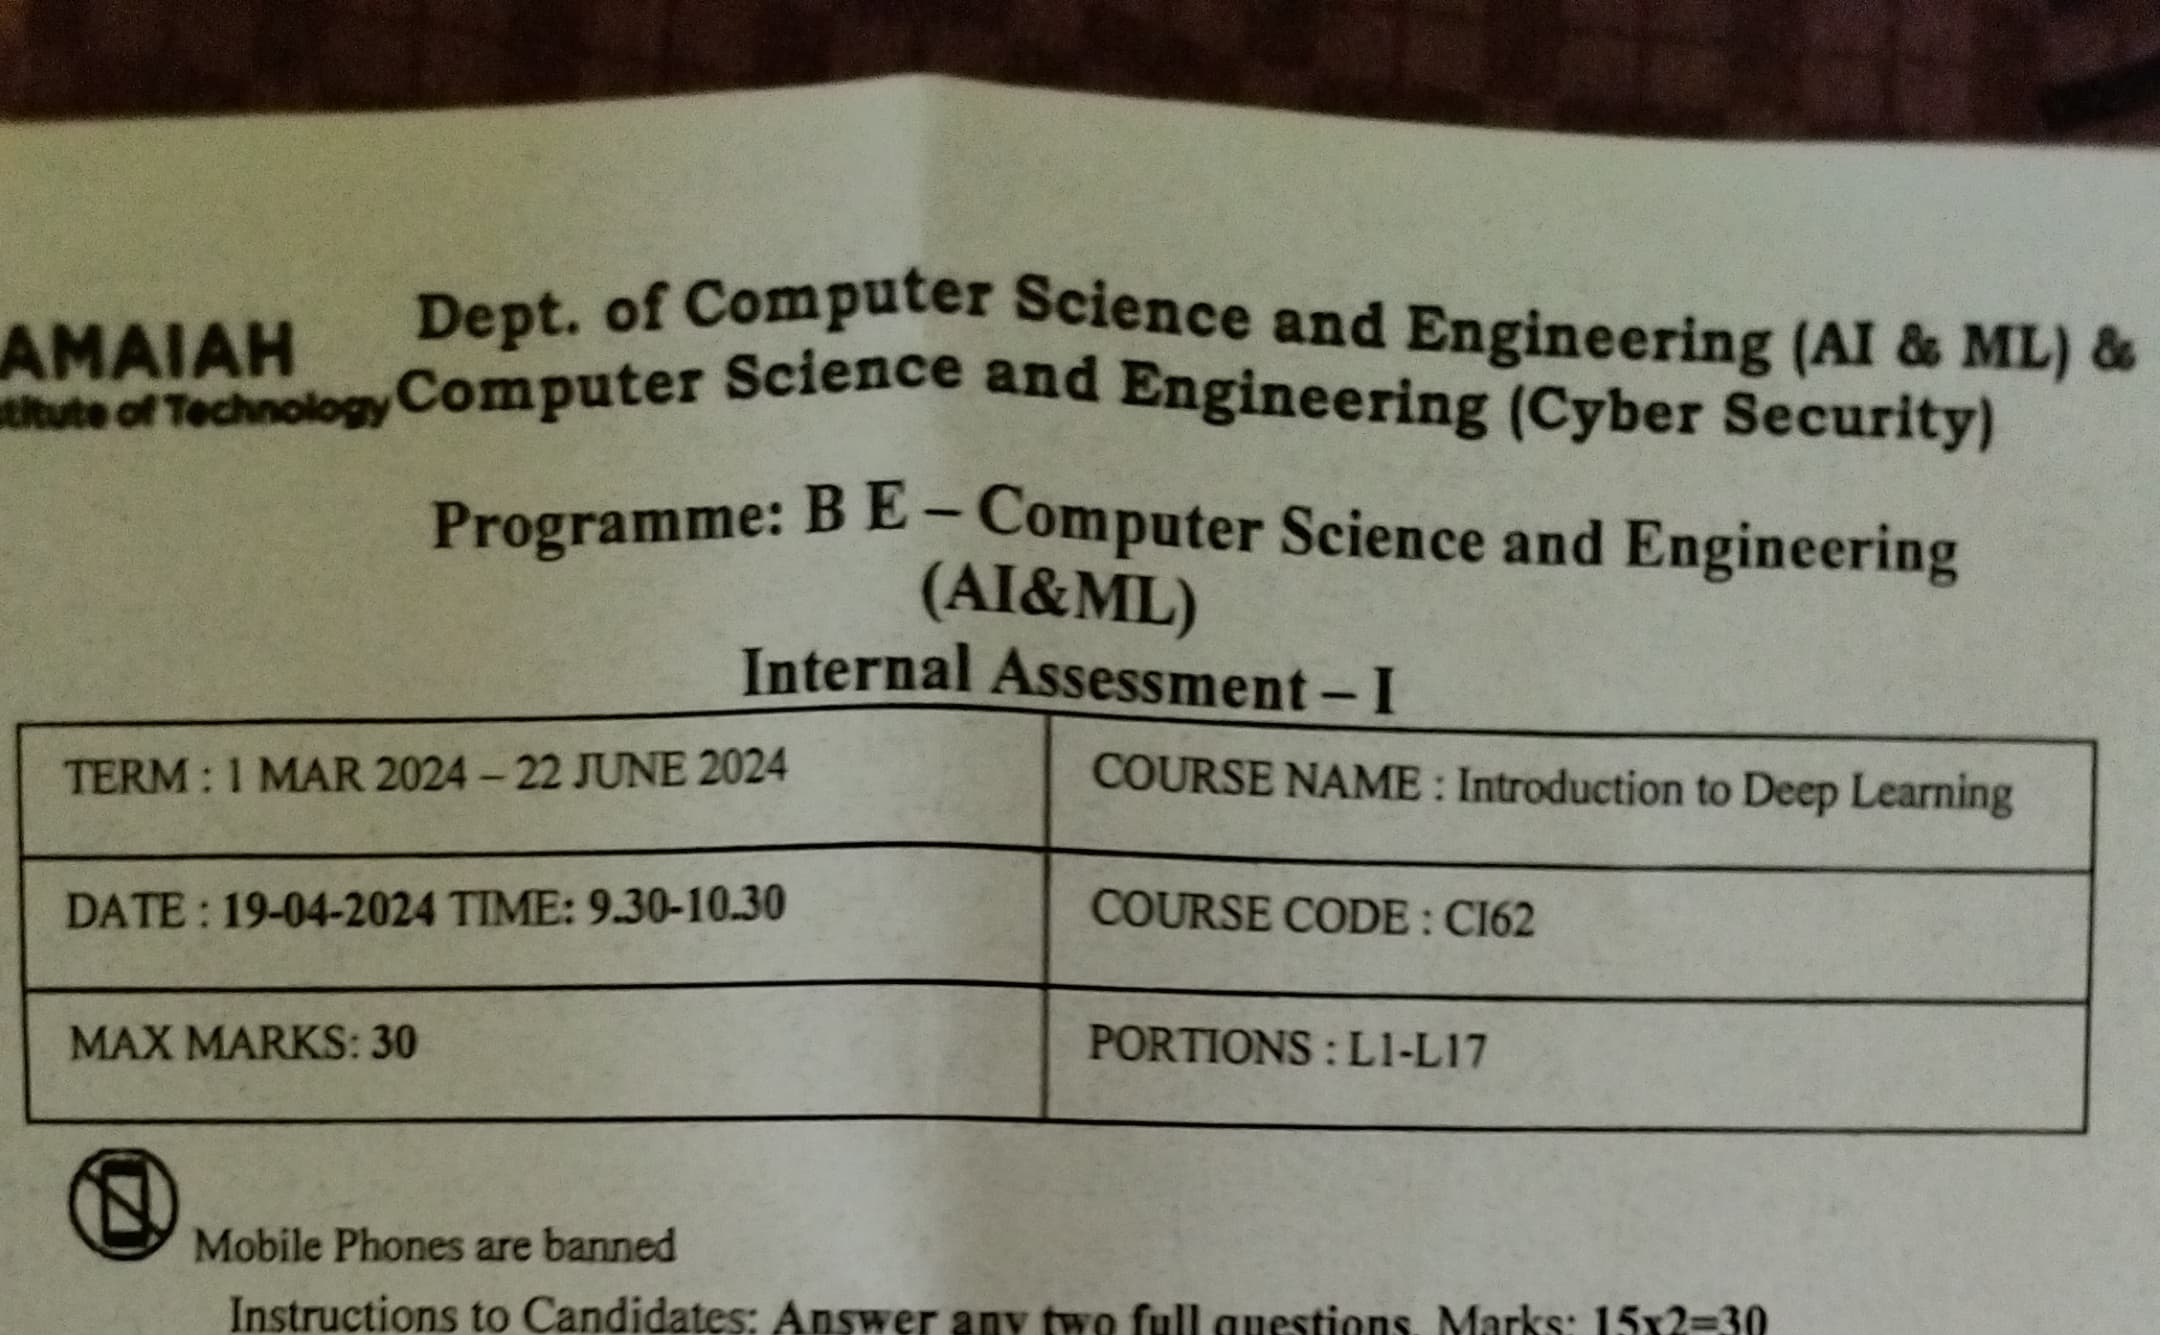 Dept. of Computer Science and Engineering (AI & ML) &
AMAIAH
Computer Science and Engineering (Cyber Security)
titute of Technology
Programme: B E – Computer Science and Engineering
(AI&ML)
Internal Assessment – I
TERM : 1 MAR 2024 – 22 JUNE 2024
COURSE NAME : Introduction to Deep Learning
DATE : 19-04-2024 TIME: 9.30-10.30
COURSE CODE : CI62
MAX MARKS: 30
PORTIONS : L1-L17
Mobile Phones are banned
Instructions to Candidates: Answer any two full questions. Marks: 15x2=30